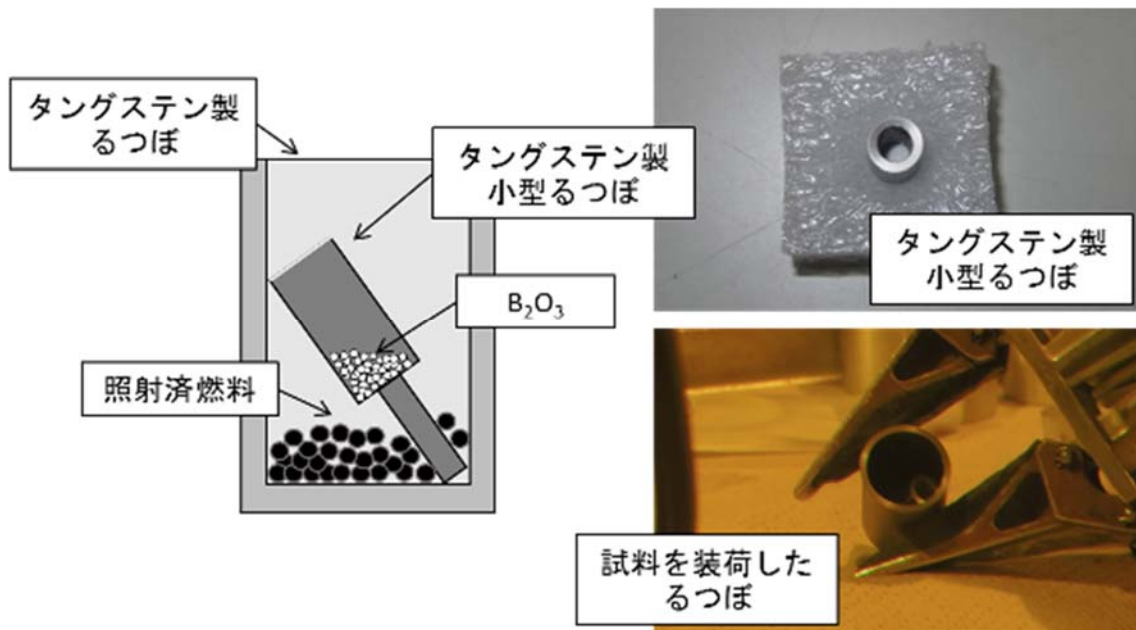 タングステン製
るつぼ
タングステン製
小型るつぼ
B₂O₃
照射済燃料
タングステン製
小型るつぼ
試料を装荷した
るつぼ